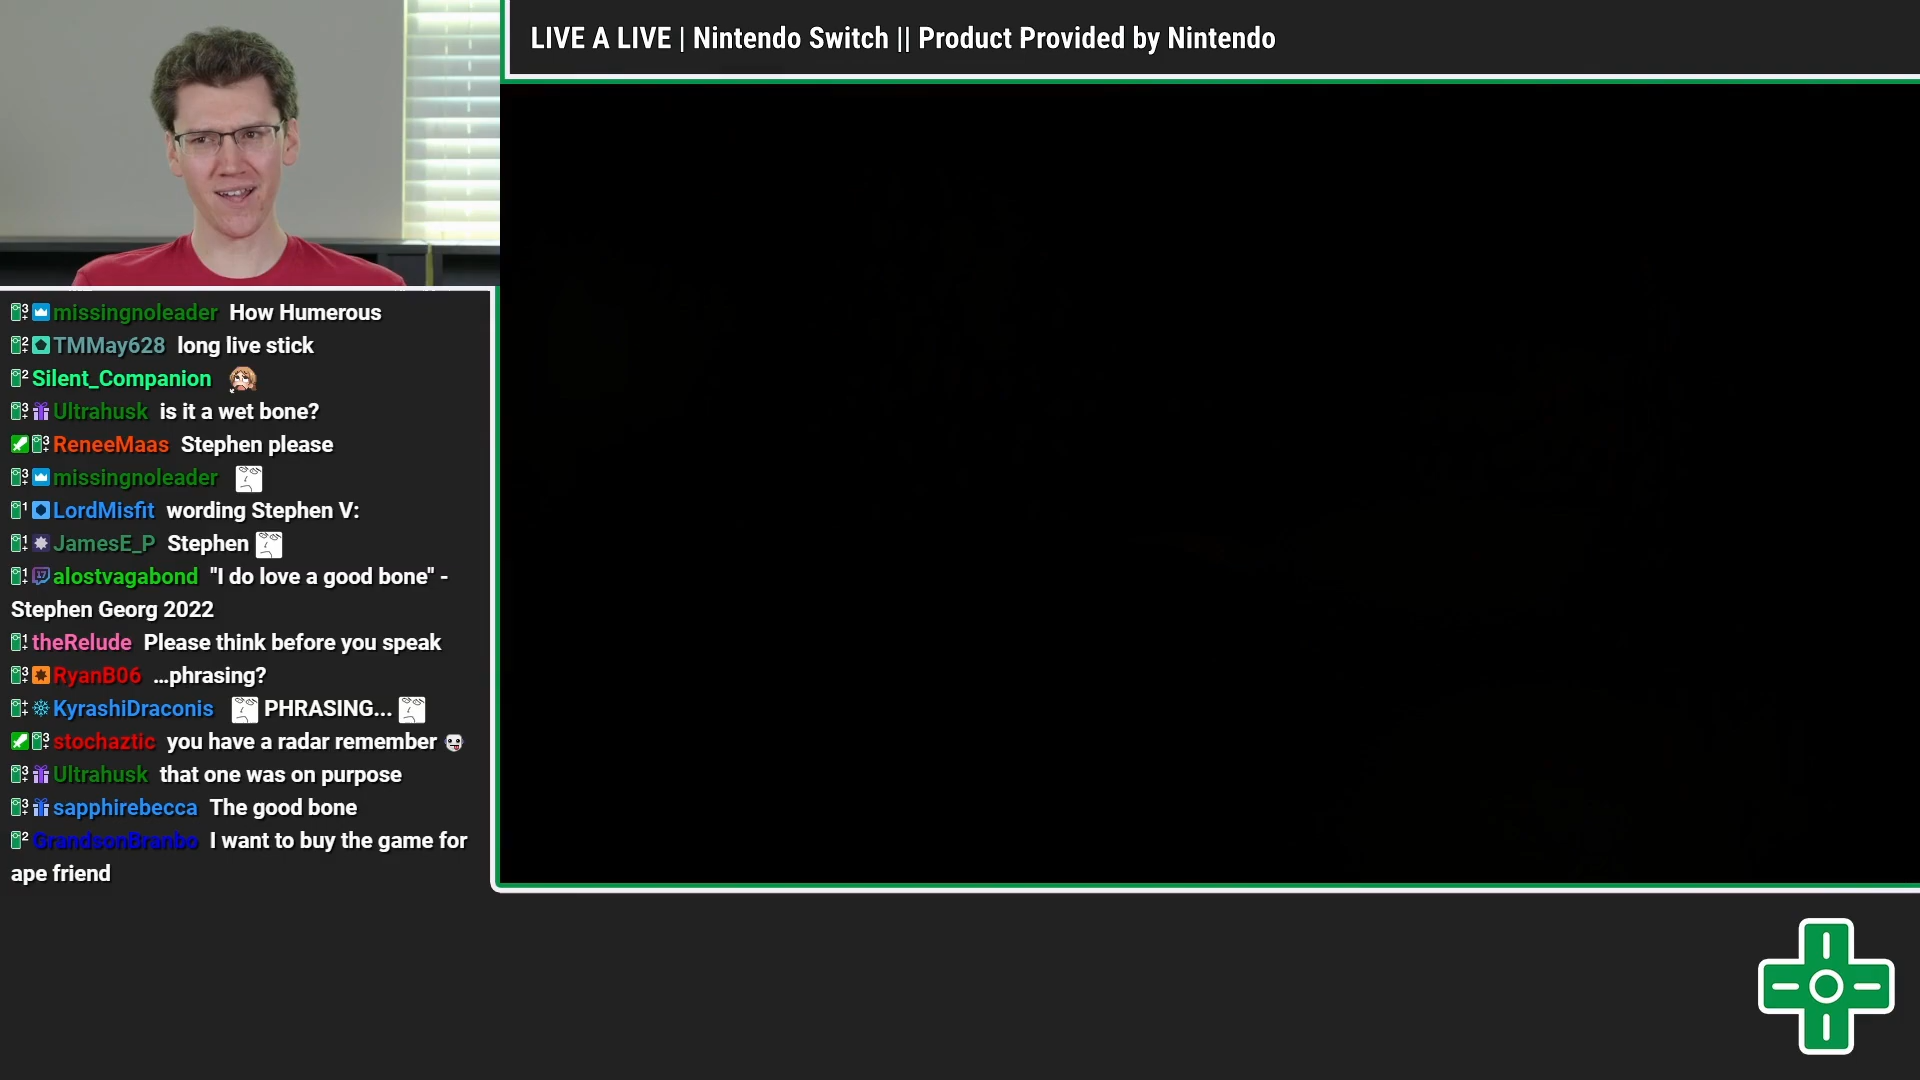 LIVE A LIVE | Nintendo Switch || Product Provided by Nintendo
missingnoleader How Humerous
TMMay628 long live stick
Silent_Companion
Ultrahusk is it a wet bone?
ReneeMaas Stephen please
missingnoleader
LordMisfit wording Stephen V:
JamesE_P Stephen
alostvagabond "I do love a good bone" -
Stephen Georg 2022
theRelude Please think before you speak
RyanB06 ...phrasing?
KyrashiDraconis PHRASING...
stochaztic you have a radar remember
Ultrahusk that one was on purpose
sapphirebecca The good bone
GrandsonBranbo I want to buy the game for
ape friend